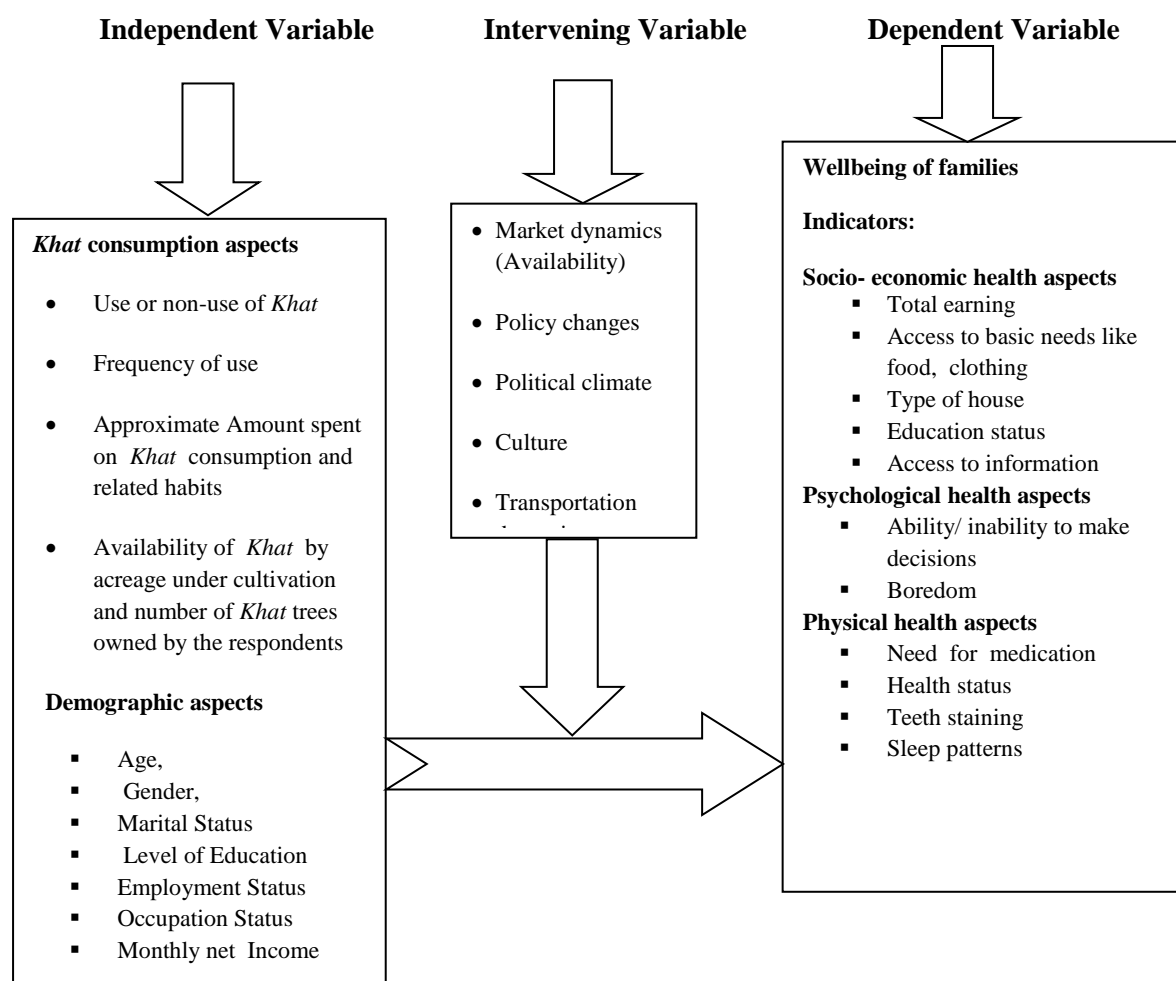 Independent Variable
Intervening Variable
Dependent Variable
Khat consumption aspects
• Use or non-use of Khat
• Frequency of use
• Approximate Amount spent
on Khat consumption and
related habits
• Availability of Khat by
acreage under cultivation
and number of Khat trees
owned by the respondents
Demographic aspects
▪ Age,
▪ Gender,
▪ Marital Status
▪ Level of Education
▪ Employment Status
▪ Occupation Status
▪ Monthly net Income
• Market dynamics
(Availability)
• Policy changes
• Political climate
• Culture
• Transportation
Wellbeing of families
Indicators:
Socio- economic health aspects
▪ Total earning
▪ Access to basic needs like
food, clothing
▪ Type of house
▪ Education status
▪ Access to information
Psychological health aspects
▪ Ability/ inability to make
decisions
▪ Boredom
Physical health aspects
▪ Need for medication
▪ Health status
▪ Teeth staining
▪ Sleep patterns